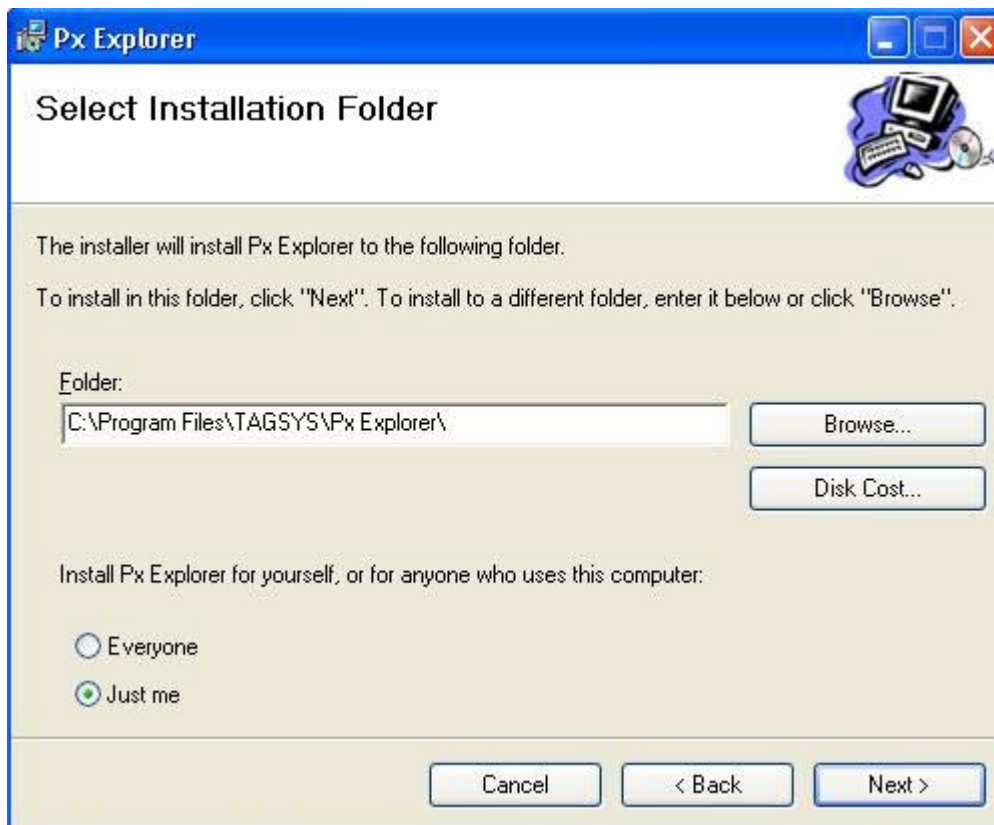 Px Explorer
Select Installation Folder
The installer will install Px Explorer to the following folder.
To install in this folder, click "Next". To install to a different folder, enter it below or click "Browse".
Folder:
C:\Program Files\TAGSYS\Px Explorer\
Browse...
Disk Cost...
Install Px Explorer for yourself, or for anyone who uses this computer:
Everyone
Just me
Cancel
< Back
Next >